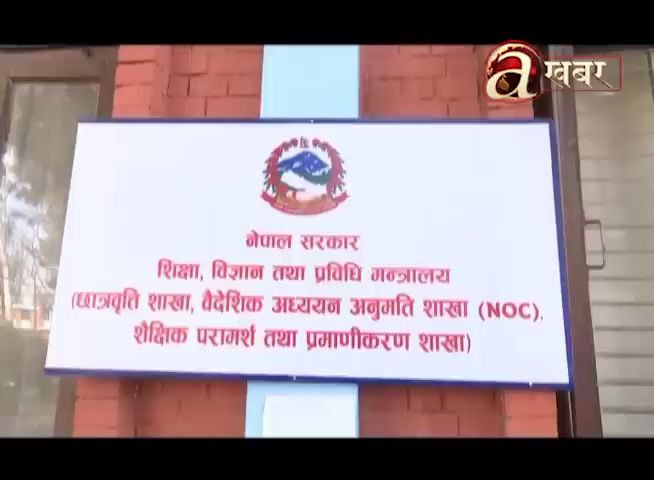 a खबर
नेपाल सरकार
शिक्षा, विज्ञान तथा प्रविधि मन्त्रालय
(छात्रवृत्ति शाखा, वैदेशिक अध्ययन अनुमति शाखा (NOC),
शैक्षिक परामर्श तथा प्रमाणीकरण शाखा)